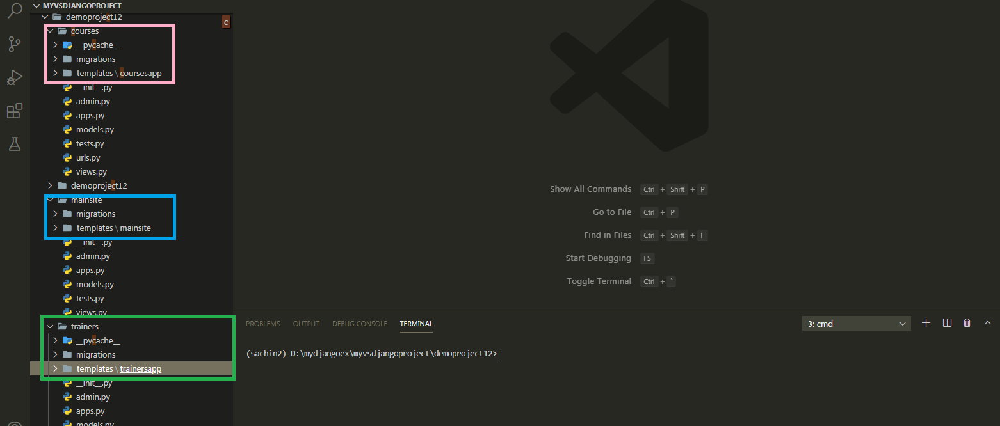 MYVSDJANGOPROJECT
demoproject12
c
courses
__pycache__
migrations
templates \ coursesapp
__init__.py
admin.py
apps.py
models.py
tests.py
urls.py
views.py
demoproject12
mainsite
migrations
templates \ mainsite
__init__.py
admin.py
apps.py
models.py
tests.py
views.py
trainers
__pycache__
migrations
templates \ trainersapp
__init__.py
admin.py
apps.py
models.py
Show All Commands Ctrl + Shift + P
Go to File Ctrl + P
Find in Files Ctrl + Shift + F
Start Debugging F5
Toggle Terminal Ctrl + `
PROBLEMS OUTPUT DEBUG CONSOLE TERMINAL 3: cmd
(sachin2) D:\mydjangoex\myvsdjangoproject\demoproject12>